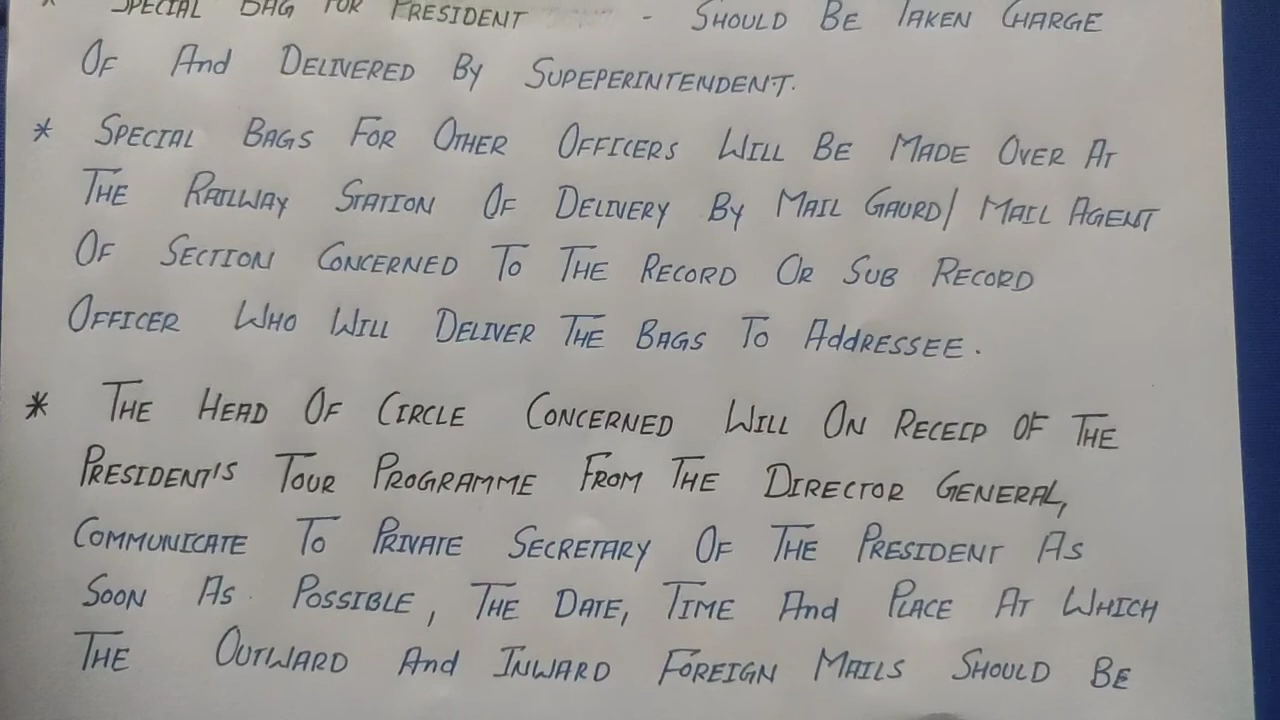 * SPECIAL BAG FOR PRESIDENT - SHOULD BE TAKEN CHARGE
OF And DELIVERED BY SUPEPERINTENDENT.
* SPECIAL BAGS FOR OTHER OFFICERS WILL BE MADE OVER At
THE RAILWAY STATION OF DELIVERY BY MAIL GAURD/ MAIL AGENT
OF SECTION CONCERNED TO THE RECORD OR SUB RECORD
OFFICER WHO WILL DELIVER THE BAGS TO AddRESSEE.
* THE HEAD OF CIRCLE CONCERNED WILL ON RECEIP OF THE
PRESIDENT'S TOUR PROGRAMME FROM THE DIRECTOR GENERAL,
COMMUNICATE TO PRIVATE SECRETARY OF THE PRESIDENT AS
SOON AS POSSIBLE, THE DATE, TIME And PLACE AT WHICH
THE OUTWARD And INWARD FOREIGN MAILS SHOULD BE